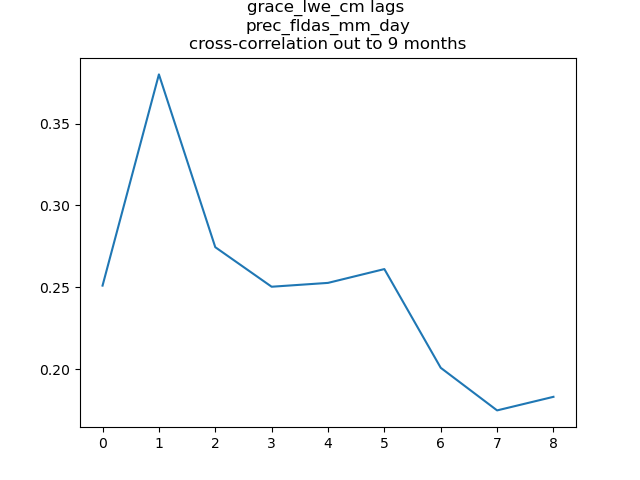 grace_lwe_cm lags
prec_fldas_mm_day
cross-correlation out to 9 months
0.35
0.30
0.25
0.20
0 1 2 3 4 5 6 7 8